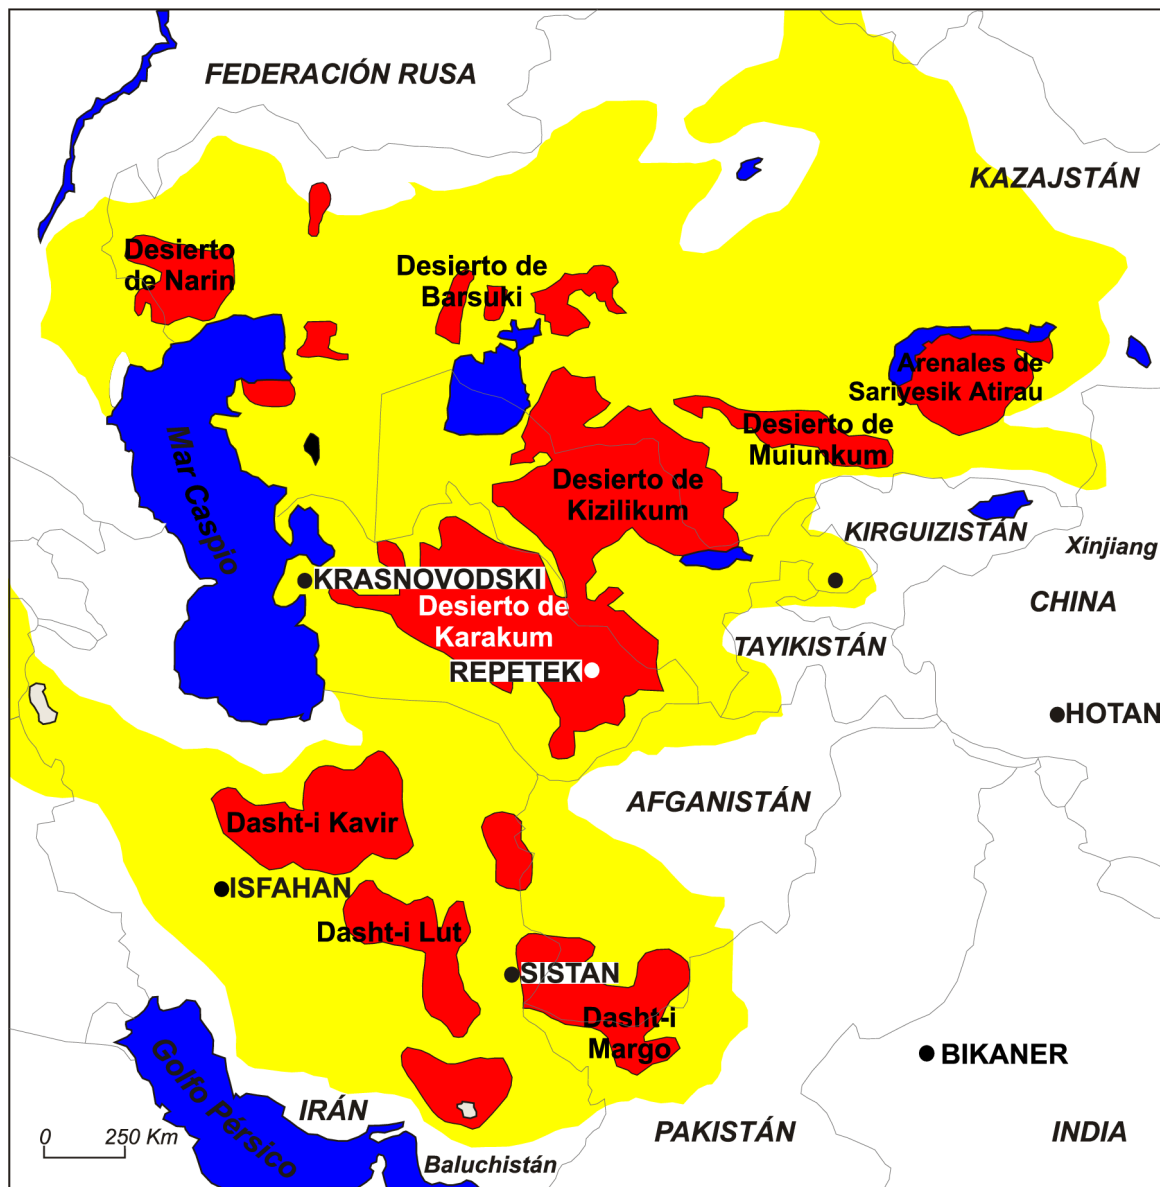 FEDERACIÓN RUSA
KAZAJSTÁN
Desierto
de Narin
Desierto de
Barsuki
Arenales de
Sariyesik Atirau
Desierto de
Muiunkum
Mar Caspio
Desierto de
Kizilikum
KIRGUIZISTÁN
Xinjiang
KRASNOVODSKI
CHINA
Desierto de
Karakum
TAYIKISTÁN
REPETEK
HOTAN
AFGANISTÁN
Dasht-i Kavir
ISFAHAN
Dasht-i Lut
SISTAN
Dasht-i
Margo
BIKANER
Golfo Pérsico
IRÁN
0 250 Km
PAKISTÁN
INDIA
Baluchistán